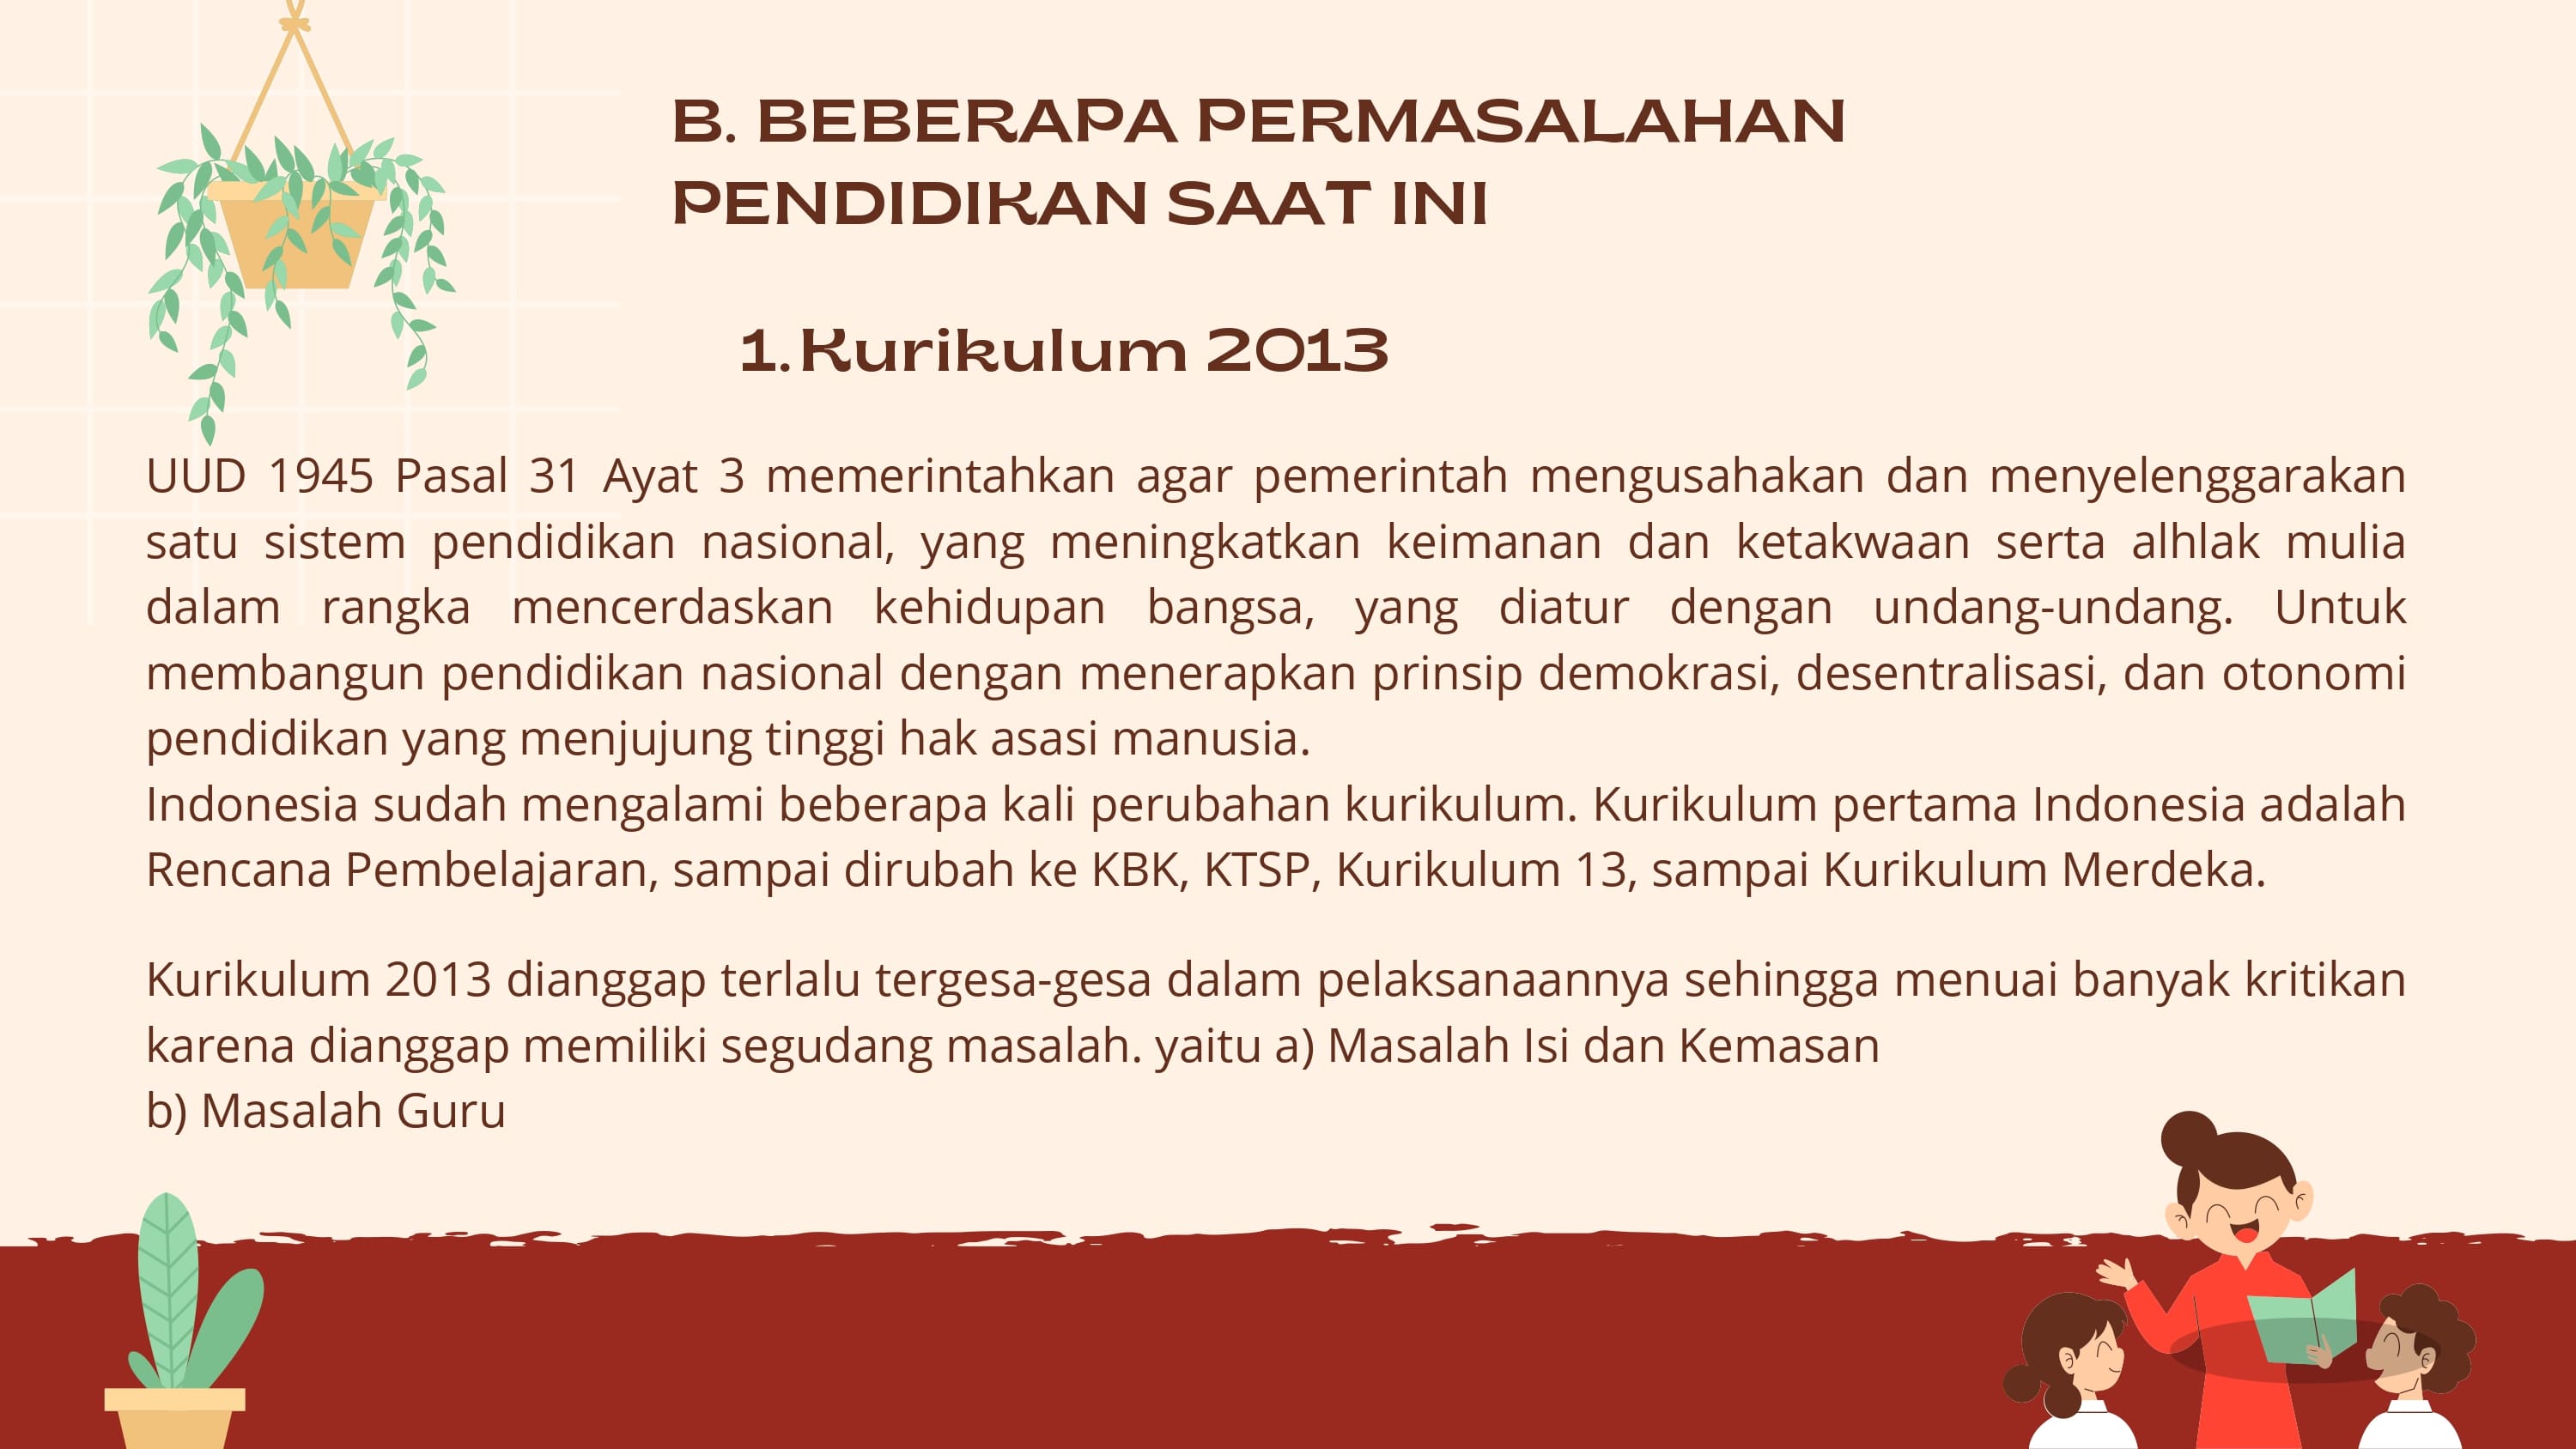 B. BEBERAPA PERMASALAHAN
PENDIDIKAN SAAT INI
1. Kurikulum 2013
UUD 1945 Pasal 31 Ayat 3 memerintahkan agar pemerintah mengusahakan dan menyelenggarakan
satu sistem pendidikan nasional, yang meningkatkan keimanan dan ketakwaan serta alhlak mulia
dalam rangka mencerdaskan kehidupan bangsa, yang diatur dengan undang-undang. Untuk
membangun pendidikan nasional dengan menerapkan prinsip demokrasi, desentralisasi, dan otonomi
pendidikan yang menjujung tinggi hak asasi manusia.
Indonesia sudah mengalami beberapa kali perubahan kurikulum. Kurikulum pertama Indonesia adalah
Rencana Pembelajaran, sampai dirubah ke KBK, KTSP, Kurikulum 13, sampai Kurikulum Merdeka.
Kurikulum 2013 dianggap terlalu tergesa-gesa dalam pelaksanaannya sehingga menuai banyak kritikan
karena dianggap memiliki segudang masalah. yaitu a) Masalah Isi dan Kemasan
b) Masalah Guru